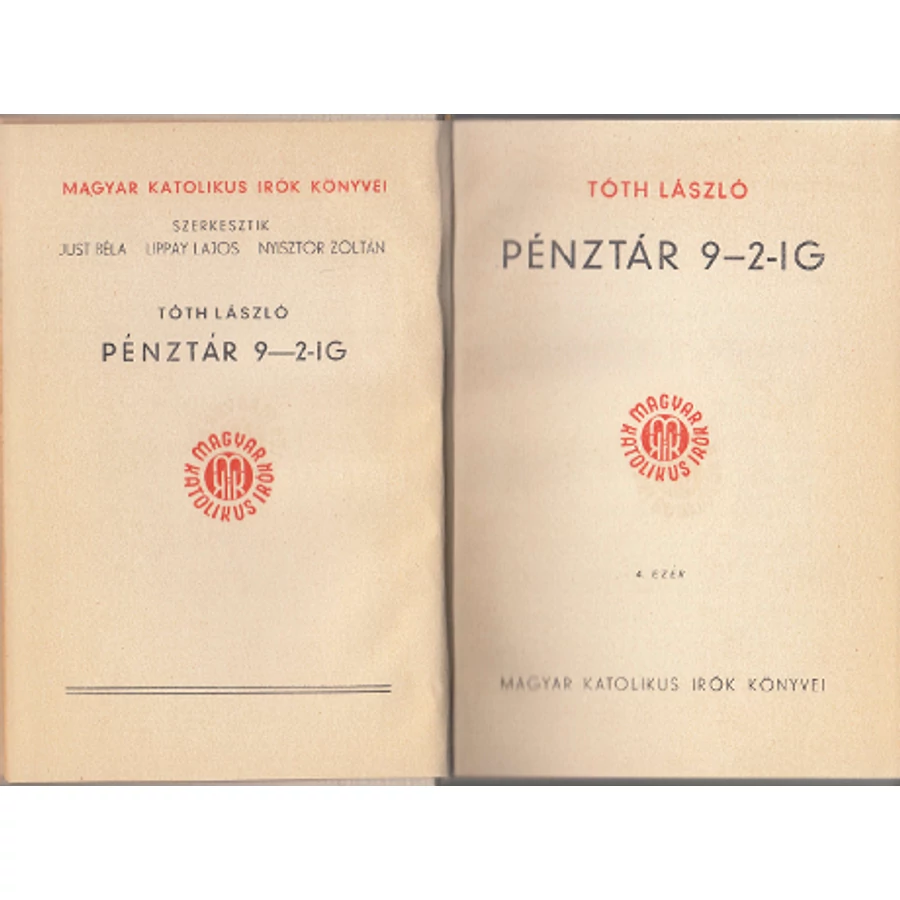 MAGYAR KATOLIKUS IRÓK KÖNYVEI
SZERKESZTIK
JUST BÉLA LIPPAY LAJOS NYISZTOR ZOLTÁN
TÓTH LÁSZLÓ
PÉNZTÁR 9—2-IG
MAGYAR
KATOLIKUS IRÓK
TÓTH LÁSZLÓ
PÉNZTÁR 9–2-IG
MAGYAR
KATOLIKUS IRÓK
4. EZER
MAGYAR KATOLIKUS IRÓK KÖNYVEI